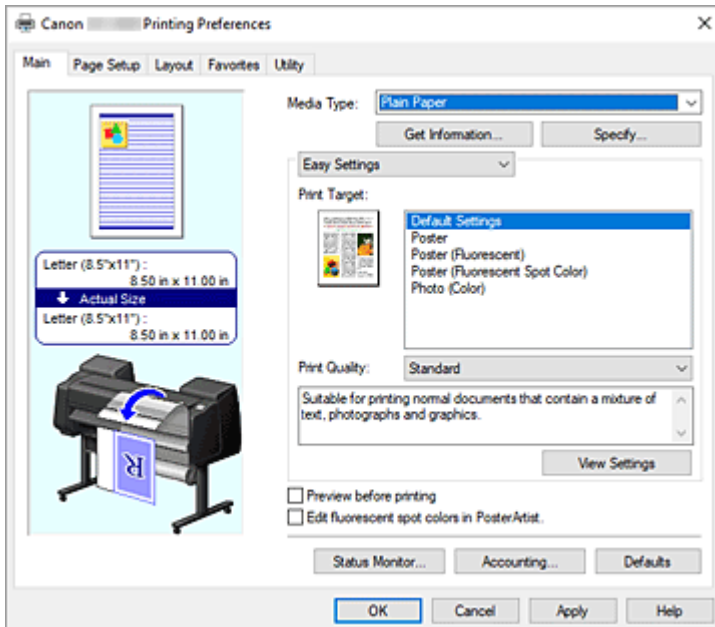 Canon Printing Preferences
Main Page Setup Layout Favorites Utility
Media Type: Plain Paper
Get Information... Specify...
Easy Settings
Print Target:
Default Settings
Poster
Poster (Fluorescent)
Poster (Fluorescent Spot Color)
Photo (Color)
Letter (8.5"x11") :
8.50 in x 11.00 in
Actual Size
Letter (8.5"x11") :
8.50 in x 11.00 in
R
Print Quality: Standard
Suitable for printing normal documents that contain a mixture of
text, photographs and graphics.
View Settings
Preview before printing
Edit fluorescent spot colors in PosterArtist.
Status Monitor... Accounting... Defaults
OK Cancel Apply Help